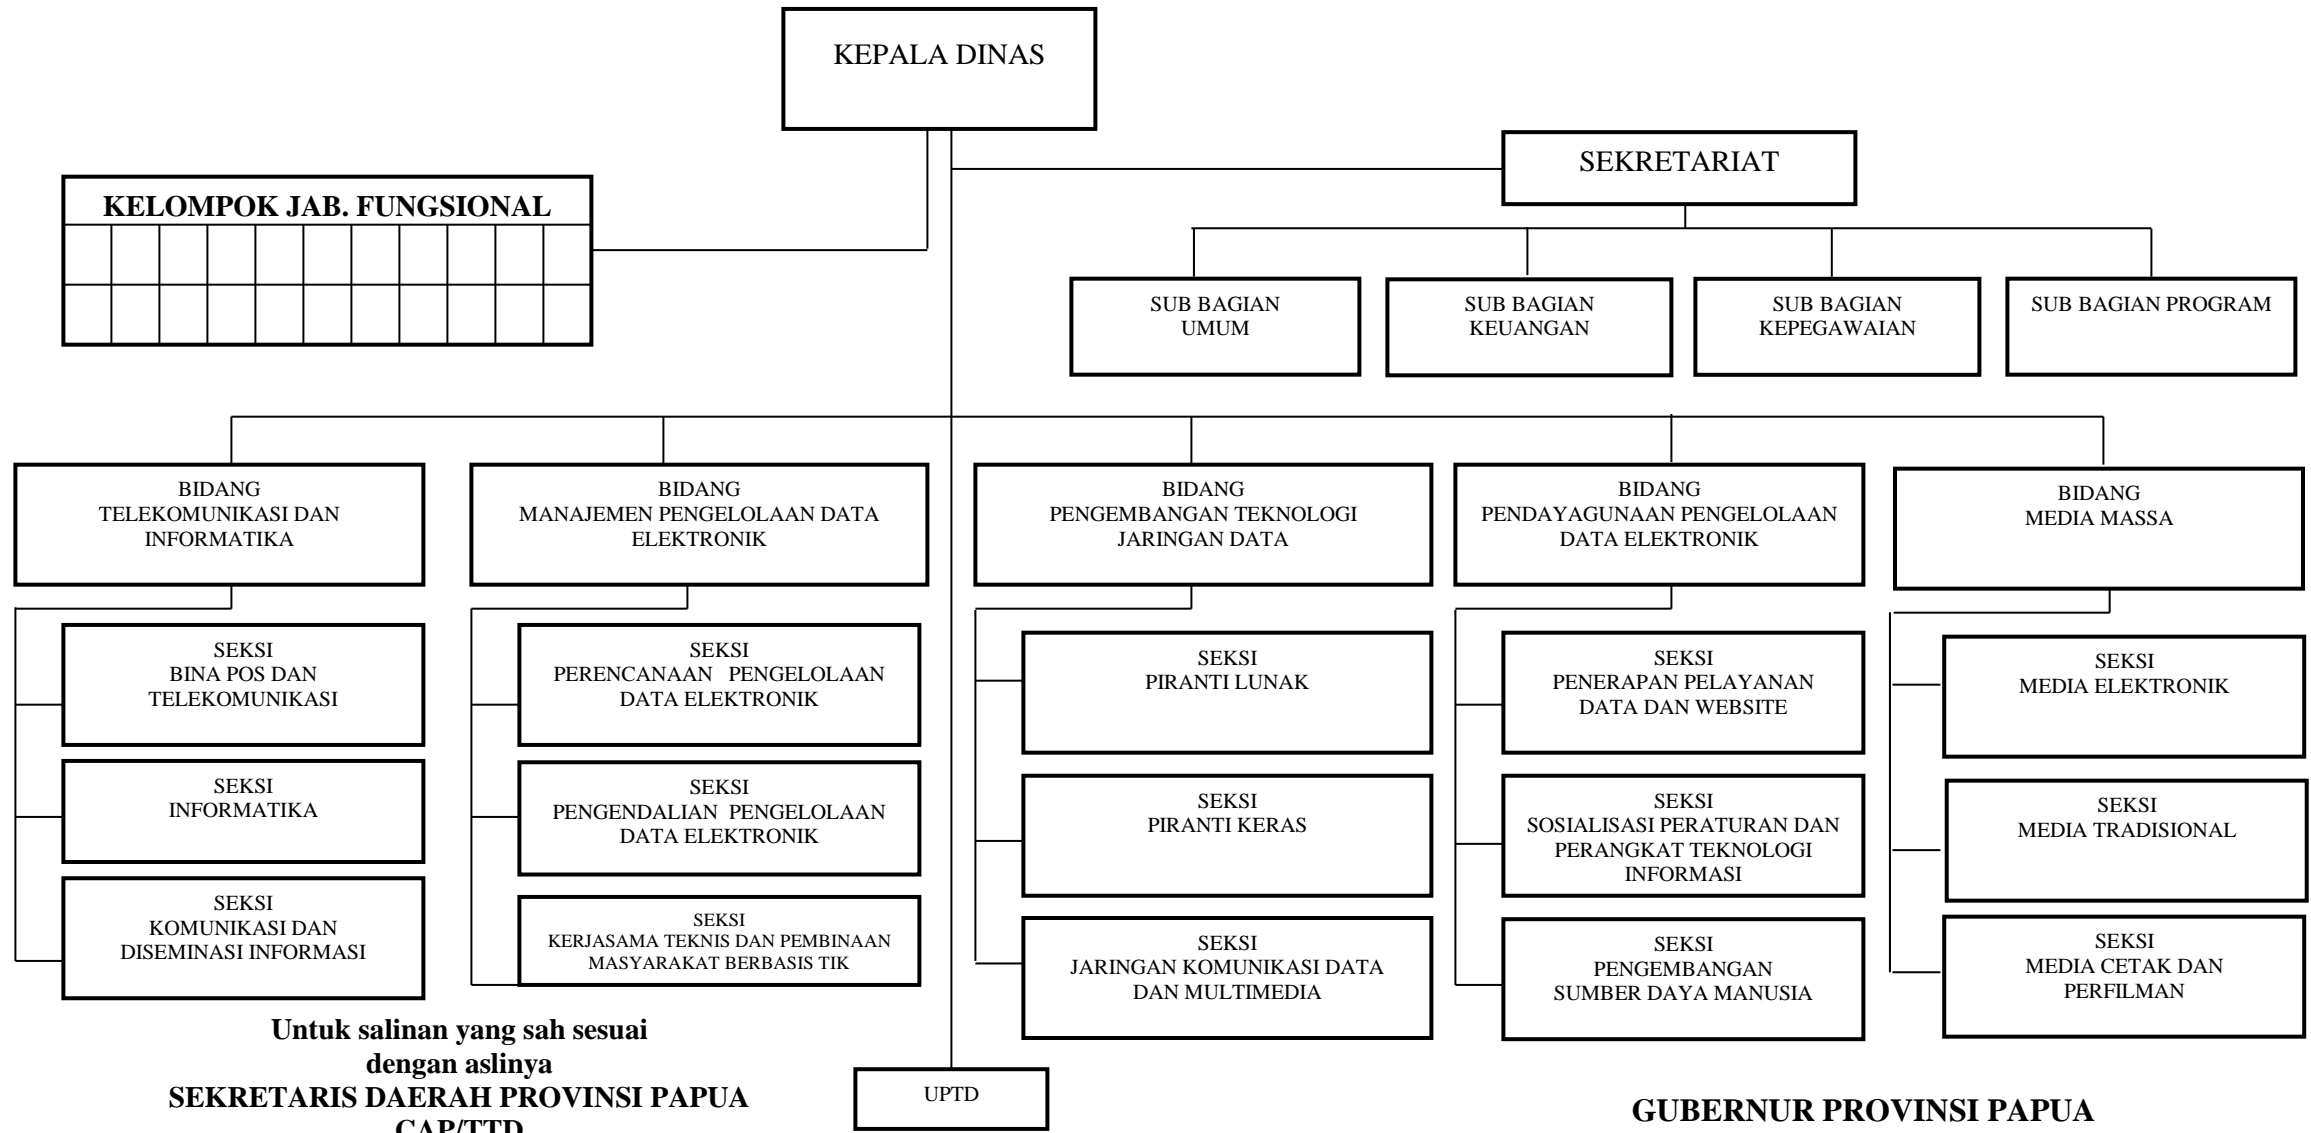 KEPALA DINAS
SEKRETARIAT
KELOMPOK JAB. FUNGSIONAL
SUB BAGIAN
UMUM
SUB BAGIAN
KEUANGAN
SUB BAGIAN
KEPEGAWAIAN
SUB BAGIAN PROGRAM
BIDANG
TELEKOMUNIKASI DAN
INFORMATIKA
BIDANG
MANAJEMEN PENGELOLAAN DATA
ELEKTRONIK
BIDANG
PENGEMBANGAN TEKNOLOGI
JARINGAN DATA
BIDANG
PENDAYAGUNAAN PENGELOLAAN
DATA ELEKTRONIK
BIDANG
MEDIA MASSA
SEKSI
BINA POS DAN
TELEKOMUNIKASI
SEKSI
INFORMATIKA
SEKSI
KOMUNIKASI DAN
DISEMINASI INFORMASI
SEKSI
PERENCANAAN PENGELOLAAN
DATA ELEKTRONIK
SEKSI
PENGENDALIAN PENGELOLAAN
DATA ELEKTRONIK
SEKSI
KERJASAMA TEKNIS DAN PEMBINAAN
MASYARAKAT BERBASIS TIK
SEKSI
PIRANTI LUNAK
SEKSI
PIRANTI KERAS
SEKSI
JARINGAN KOMUNIKASI DATA
DAN MULTIMEDIA
SEKSI
PENERAPAN PELAYANAN
DATA DAN WEBSITE
SEKSI
SOSIALISASI PERATURAN DAN
PERANGKAT TEKNOLOGI
INFORMASI
SEKSI
PENGEMBANGAN
SUMBER DAYA MANUSIA
SEKSI
MEDIA ELEKTRONIK
SEKSI
MEDIA TRADISIONAL
SEKSI
MEDIA CETAK DAN
PERFILMAN
Untuk salinan yang sah sesuai
dengan aslinya
SEKRETARIS DAERAH PROVINSI PAPUA
CAP/TTD
UPTD
GUBERNUR PROVINSI PAPUA